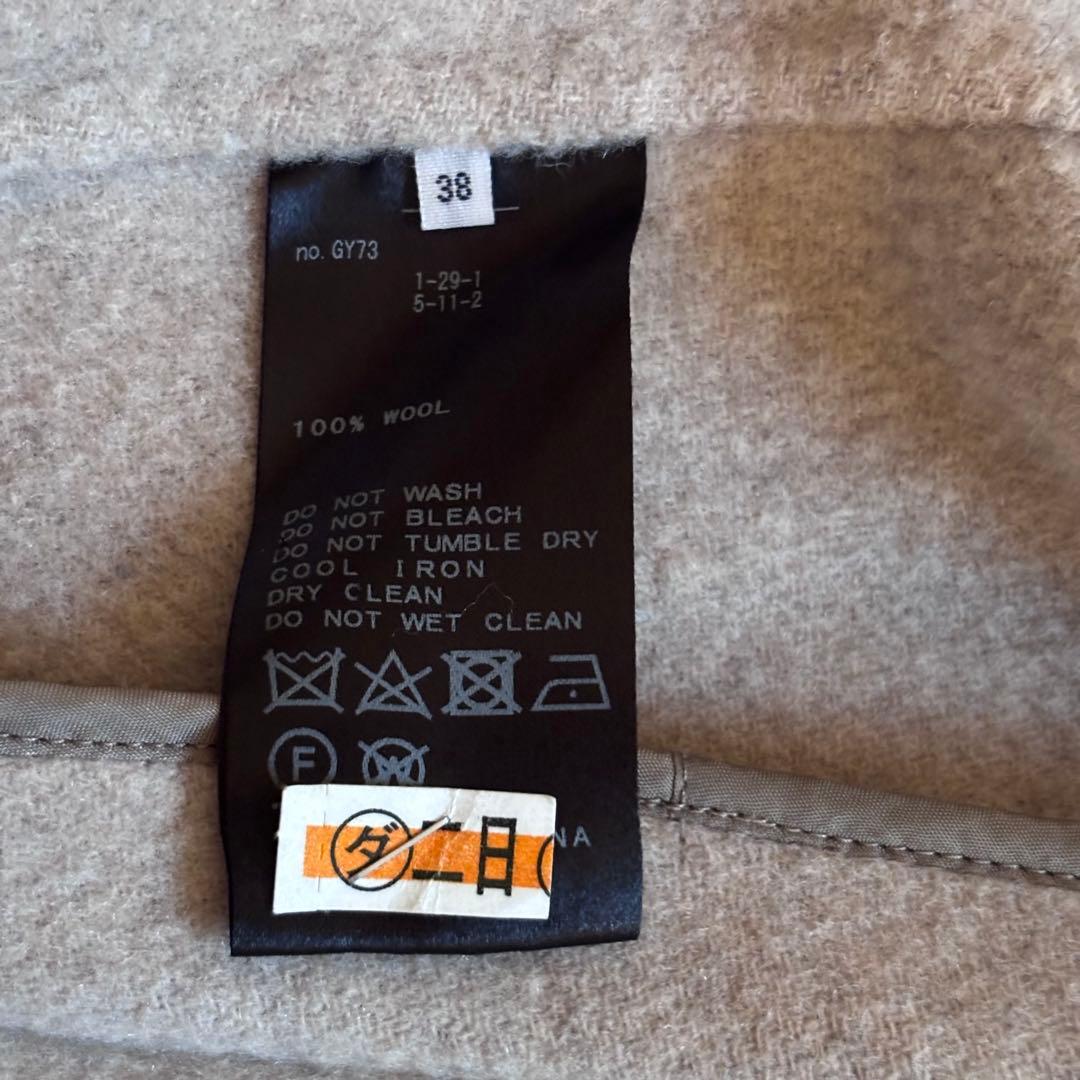 38
no. GY73
1-29-1
5-11-2
100% WOOL
DO NOT WASH
DO NOT BLEACH
DO NOT TUMBLE DRY
COOL IRON
DRY CLEAN
DO NOT WET CLEAN
F
W
NA
ダ二日